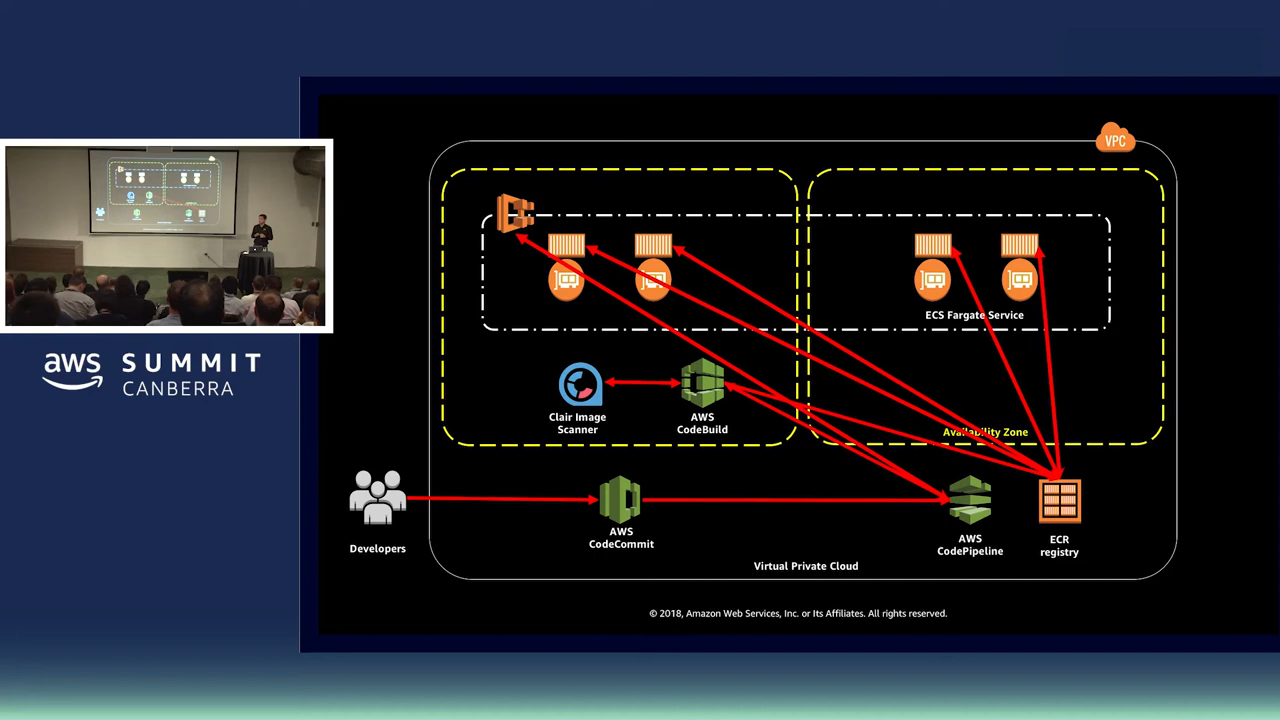 VPC
ECS Fargate Service
Clair Image
Scanner
AWS
CodeBuild
Availability Zone
aws SUMMIT
CANBERRA
Developers
AWS
CodeCommit
AWS
CodePipeline
ECR
registry
Virtual Private Cloud
© 2018, Amazon Web Services, Inc. or Its Affiliates. All rights reserved.